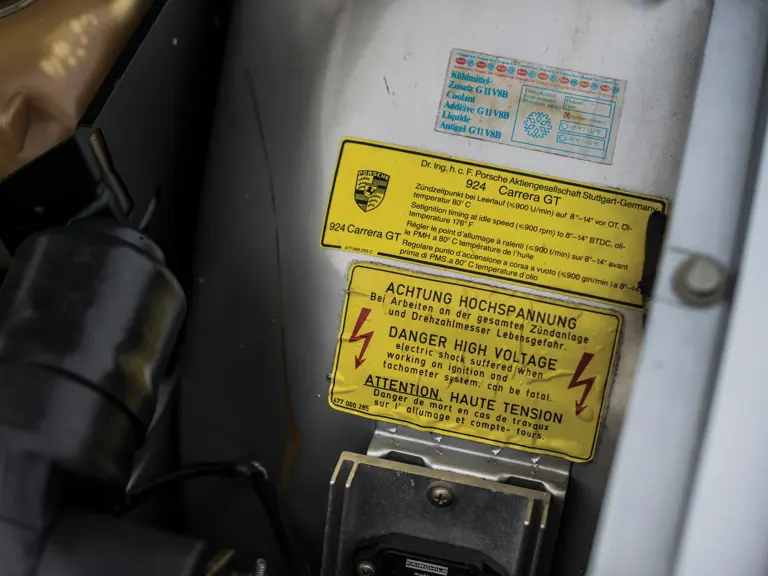 Kühlmittel-
Zusatz G 11 V8B
Coolant
Additive G 11 V8B
Liquide
Antigel G 11 V8B
Dr. Ing. h. c. F. Porsche Aktiengesellschaft Stuttgart-Germany
924 Carrera GT
PORSCHE
Zündzeitpunkt bei Leerlauf (≤900 U/min) auf 8°–14° vor OT, Öl-
temperatur 80° C
Setignition timing at idle speed (≤900 rpm) to 8°–14° BTDC, oil-
temperature 176° F
Régler le point d'allumage à ralenti (≤900 t/min) sur 8°–14° avant
le PMH a 80° C température de l'huile
Regolare punto d'accensione a corsa a vuoto (≤900 giri/min.) a 8°–14°
prima di PMS a 80° C temperatura d'olio
924 Carrera GT
ACHTUNG HOCHSPANNUNG
Bei Arbeiten an der gesamten Zündanlage
und Drehzahlmesser Lebensgefahr.
DANGER HIGH VOLTAGE
electric shock suffered when
working on ignition and
tachometer system, can be fatal.
ATTENTION. HAUTE TENSION
Danger de mort en cas de travaux
sur l'allumage et compte-tours.
477 000 285
FAIRCHILD